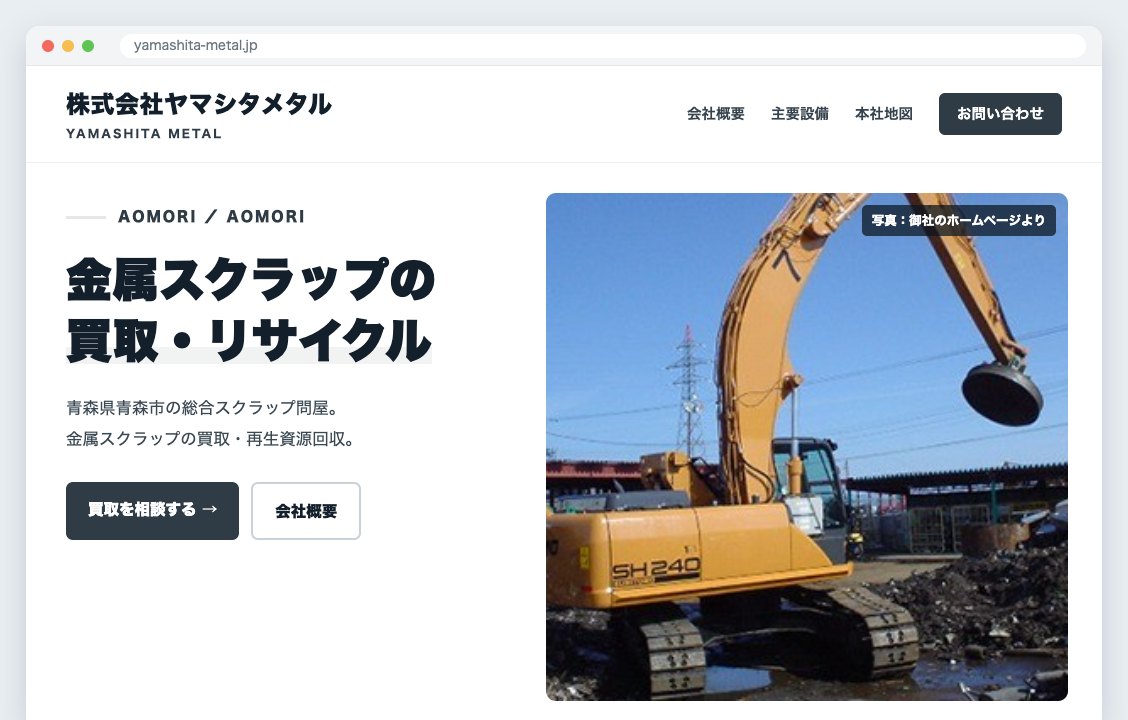 yamashita-metal.jp
株式会社ヤマシタメタル
YAMASHITA METAL
会社概要 主要設備 本社地図 お問い合わせ
AOMORI / AOMORI
写真：御社のホームページより
金属スクラップの
買取・リサイクル
青森県青森市の総合スクラップ問屋。
金属スクラップの買取・再生資源回収。
買取を相談する → 会社概要
SH240